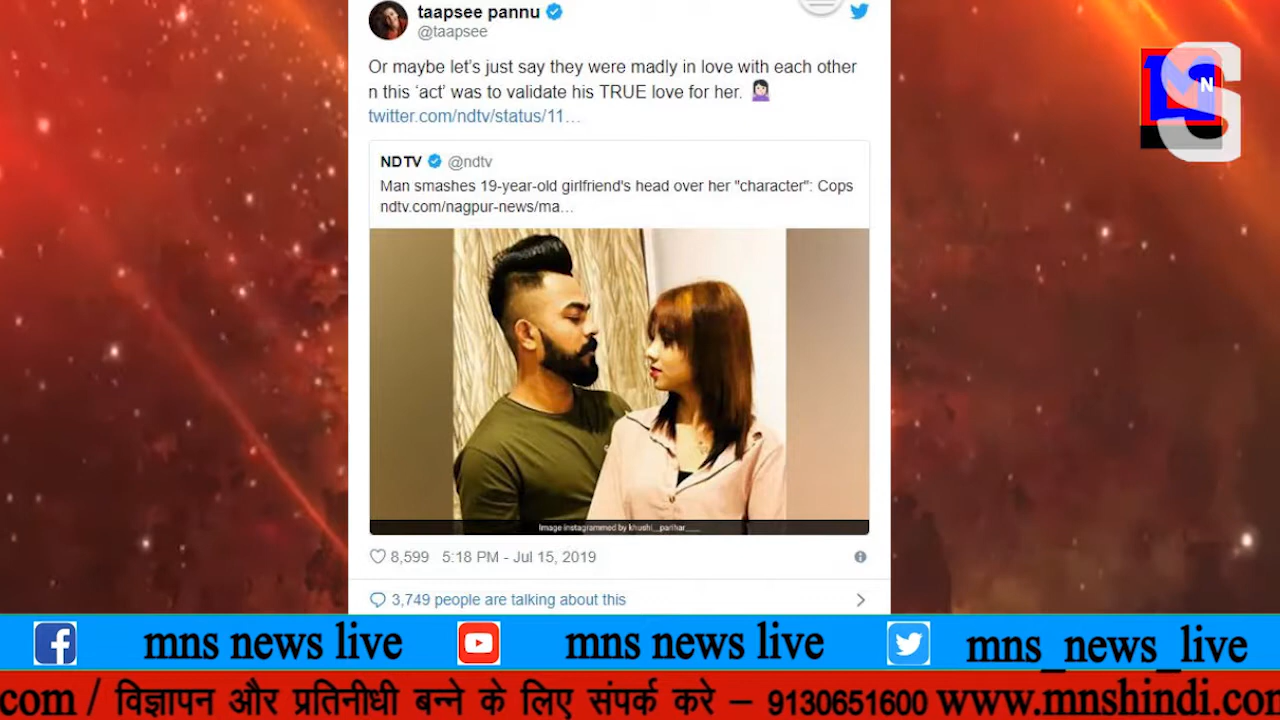 taapsee pannu
@taapsee
Or maybe let's just say they were madly in love with each other
n this 'act' was to validate his TRUE love for her.
twitter.com/ndtv/status/11…
NDTV @ndtv
Man smashes 19-year-old girlfriend's head over her "character": Cops
ndtv.com/nagpur-news/ma…
Image instagrammed by khushi__parihar____
8,599 5:18 PM - Jul 15, 2019
3,749 people are talking about this
M N S
mns news live mns news live mns_news_live
com / विज्ञापन और प्रतिनीधी बन्ने के लिए संपर्क करे – 9130651600 www.mnshindi.com